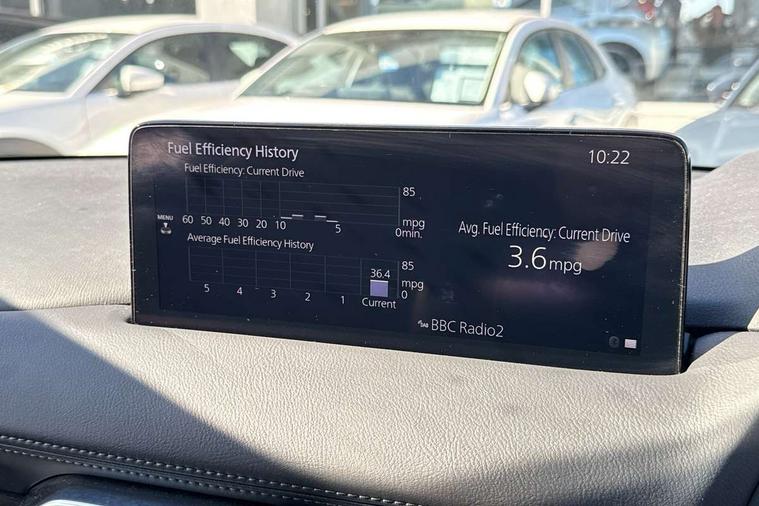 Fuel Efficiency History
10:22
Fuel Efficiency: Current Drive
85
MENU
60 50 40 30 20 10 5
mpg
0min.
Avg. Fuel Efficiency: Current Drive
3.6mpg
Average Fuel Efficiency History
85
36.4
mpg
5 4 3 2 1 Current
0
DAB BBC Radio2